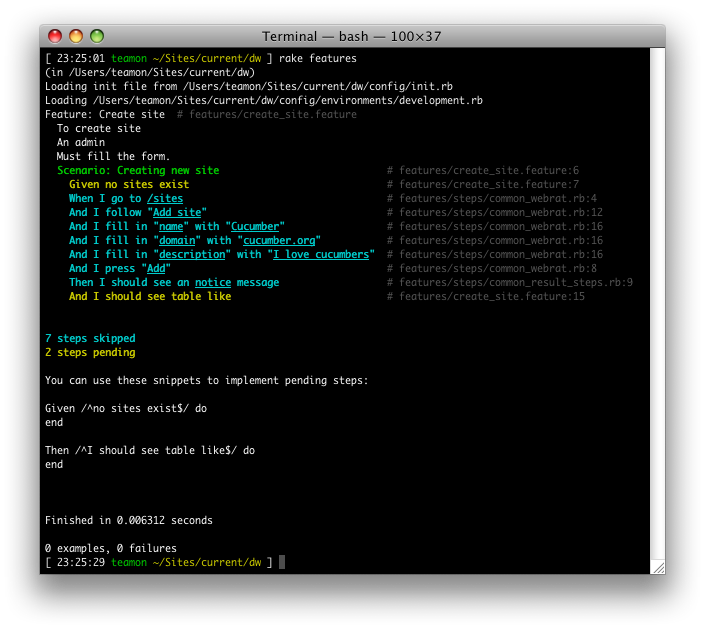 Terminal — bash — 100×37
[ 23:25:01 teamon ~/Sites/current/dw ] rake features
(in /Users/teamon/Sites/current/dw)
Loading init file from /Users/teamon/Sites/current/dw/config/init.rb
Loading /Users/teamon/Sites/current/dw/config/environments/development.rb
Feature: Create site  # features/create_site.feature
  To create site
  An admin
  Must fill the form.
  Scenario: Creating new site                            # features/create_site.feature:6
    Given no sites exist                                 # features/create_site.feature:7
    When I go to /sites                                  # features/steps/common_webrat.rb:4
    And I follow "Add site"                              # features/steps/common_webrat.rb:12
    And I fill in "name" with "Cucumber"                 # features/steps/common_webrat.rb:16
    And I fill in "domain" with "cucumber.org"           # features/steps/common_webrat.rb:16
    And I fill in "description" with "I love cucumbers"  # features/steps/common_webrat.rb:16
    And I press "Add"                                    # features/steps/common_webrat.rb:8
    Then I should see an notice message                  # features/steps/common_result_steps.rb:9
    And I should see table like                          # features/create_site.feature:15
7 steps skipped
2 steps pending
You can use these snippets to implement pending steps:
Given /^no sites exist$/ do
end
Then /^I should see table like$/ do
end
Finished in 0.006312 seconds
0 examples, 0 failures
[ 23:25:29 teamon ~/Sites/current/dw ]